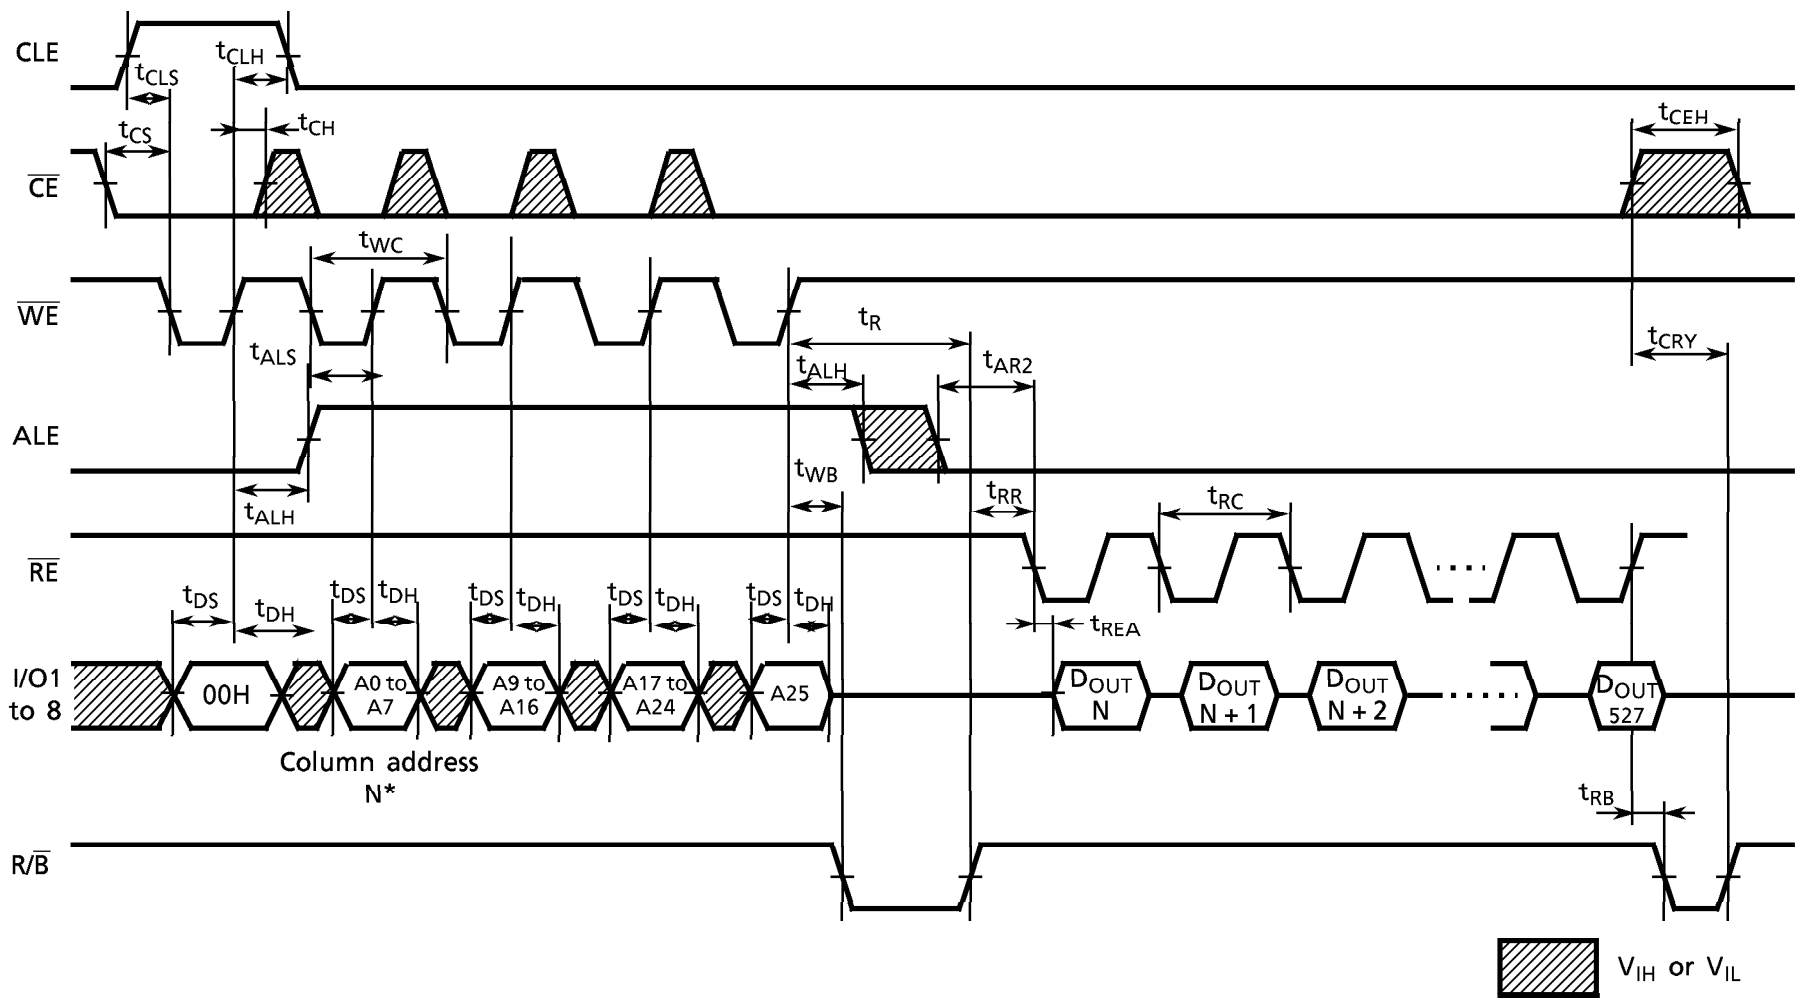 CLE
tCLS
tCLH
tCH
tCS
tCEH
CE
tWC
WE
tR
tCRY
tALS
tALH
tAR2
ALE
tWB
tALH
tRR
tRC
RE
tDS
tDH
tDS
tDH
tDS
tDH
tDS
tDH
tDS
tDH
tREA
I/O1
to 8
00H
A0 to
A7
A9 to
A16
A17 to
A24
A25
DOUT
N
DOUT
N + 1
DOUT
N + 2
DOUT
527
Column address
N*
tRB
R/B
VIH or VIL